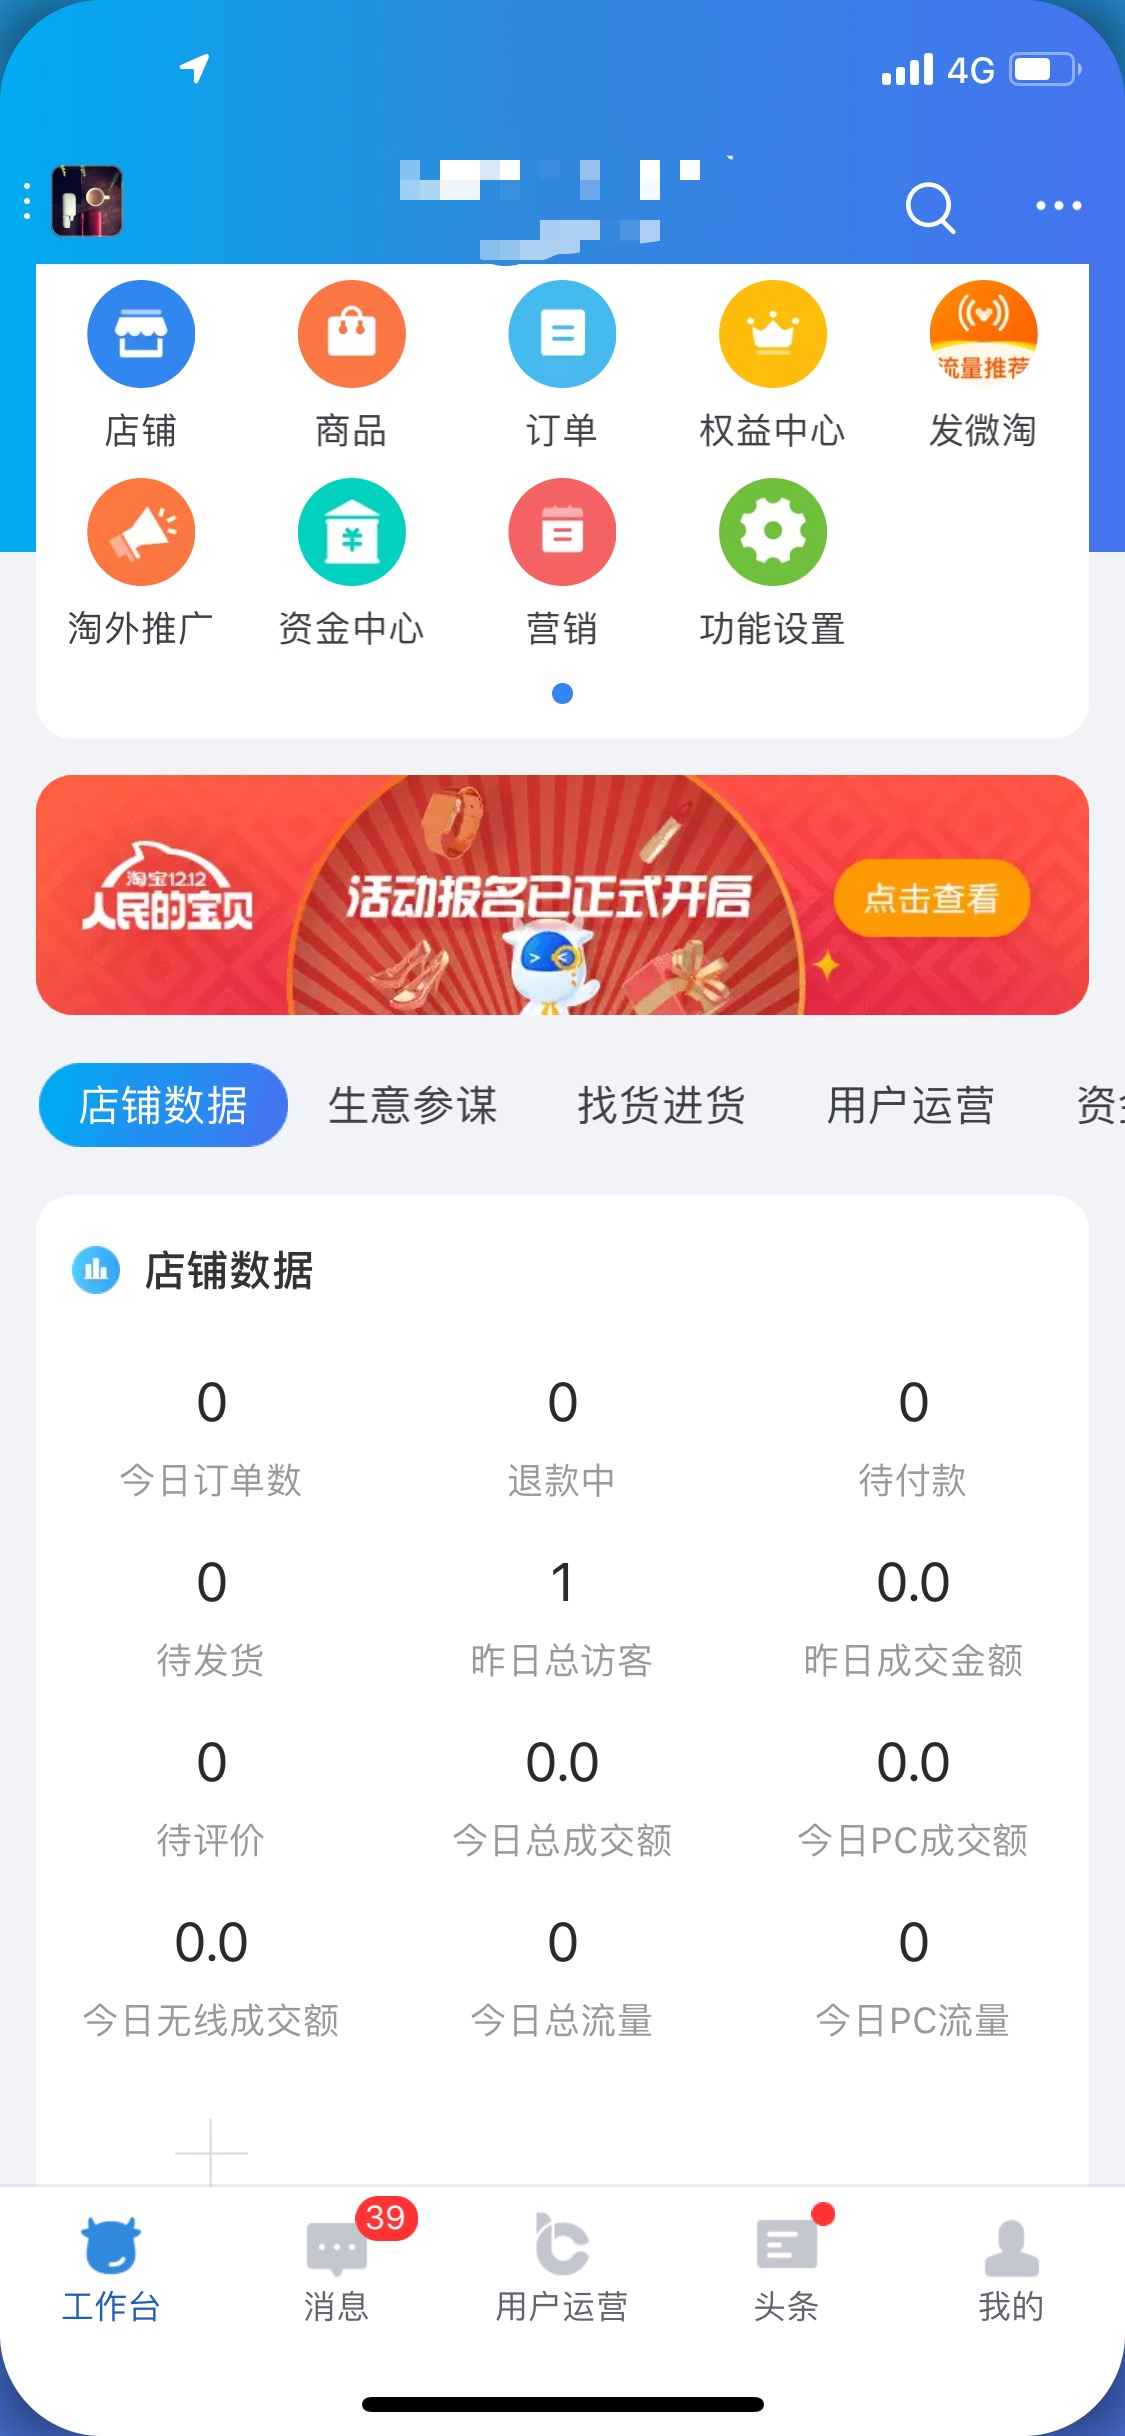 4G
流量推荐
店铺
商品
订单
权益中心
发微淘
淘外推广
资金中心
营销
功能设置
淘宝12.12
人民的宝贝
活动报名已正式开启
点击查看
店铺数据
生意参谋
找货进货
用户运营
资
店铺数据
0
0
0
今日订单数
退款中
待付款
0
1
0.0
待发货
昨日总访客
昨日成交金额
0
0.0
0.0
待评价
今日总成交额
今日PC成交额
0.0
0
0
今日无线成交额
今日总流量
今日PC流量
39
工作台
消息
用户运营
头条
我的